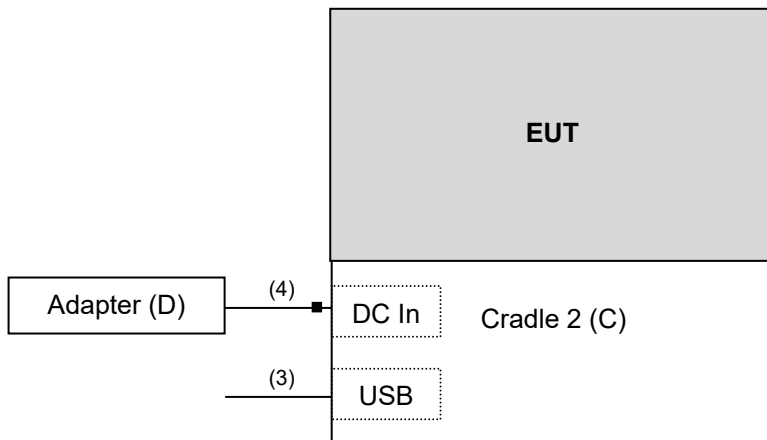 EUT
(4)
Adapter (D)
DC In
Cradle 2 (C)
(3)
USB